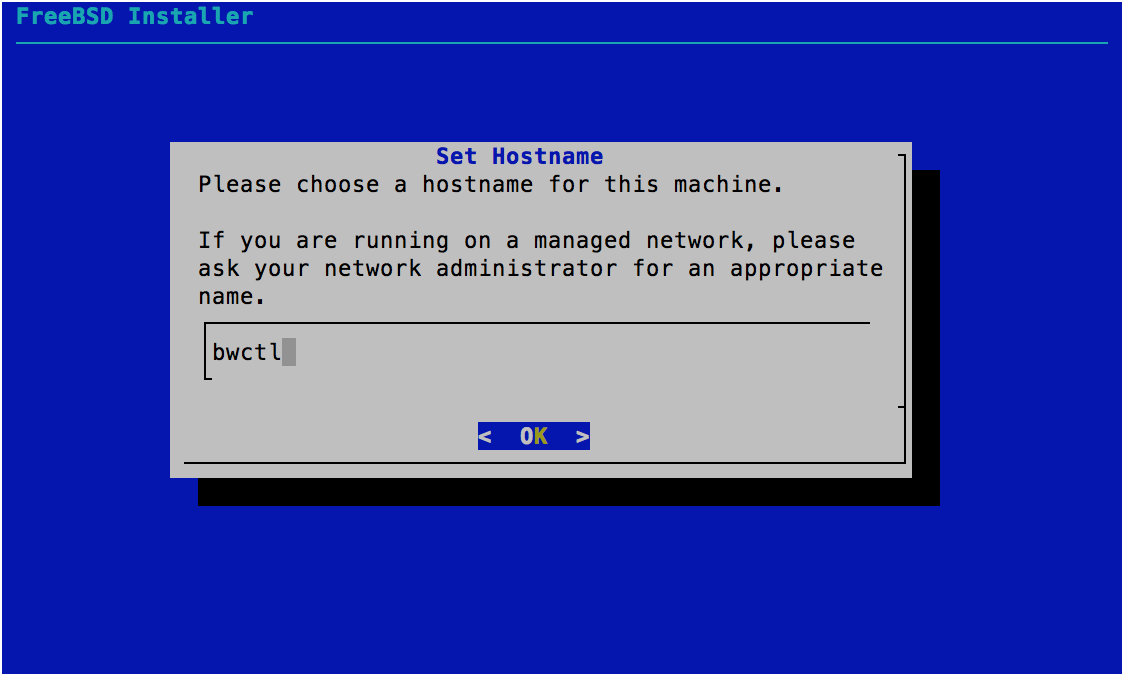 FreeBSD Installer
Set Hostname
Please choose a hostname for this machine.
If you are running on a managed network, please
ask your network administrator for an appropriate
name.
bwctl
<  OK  >